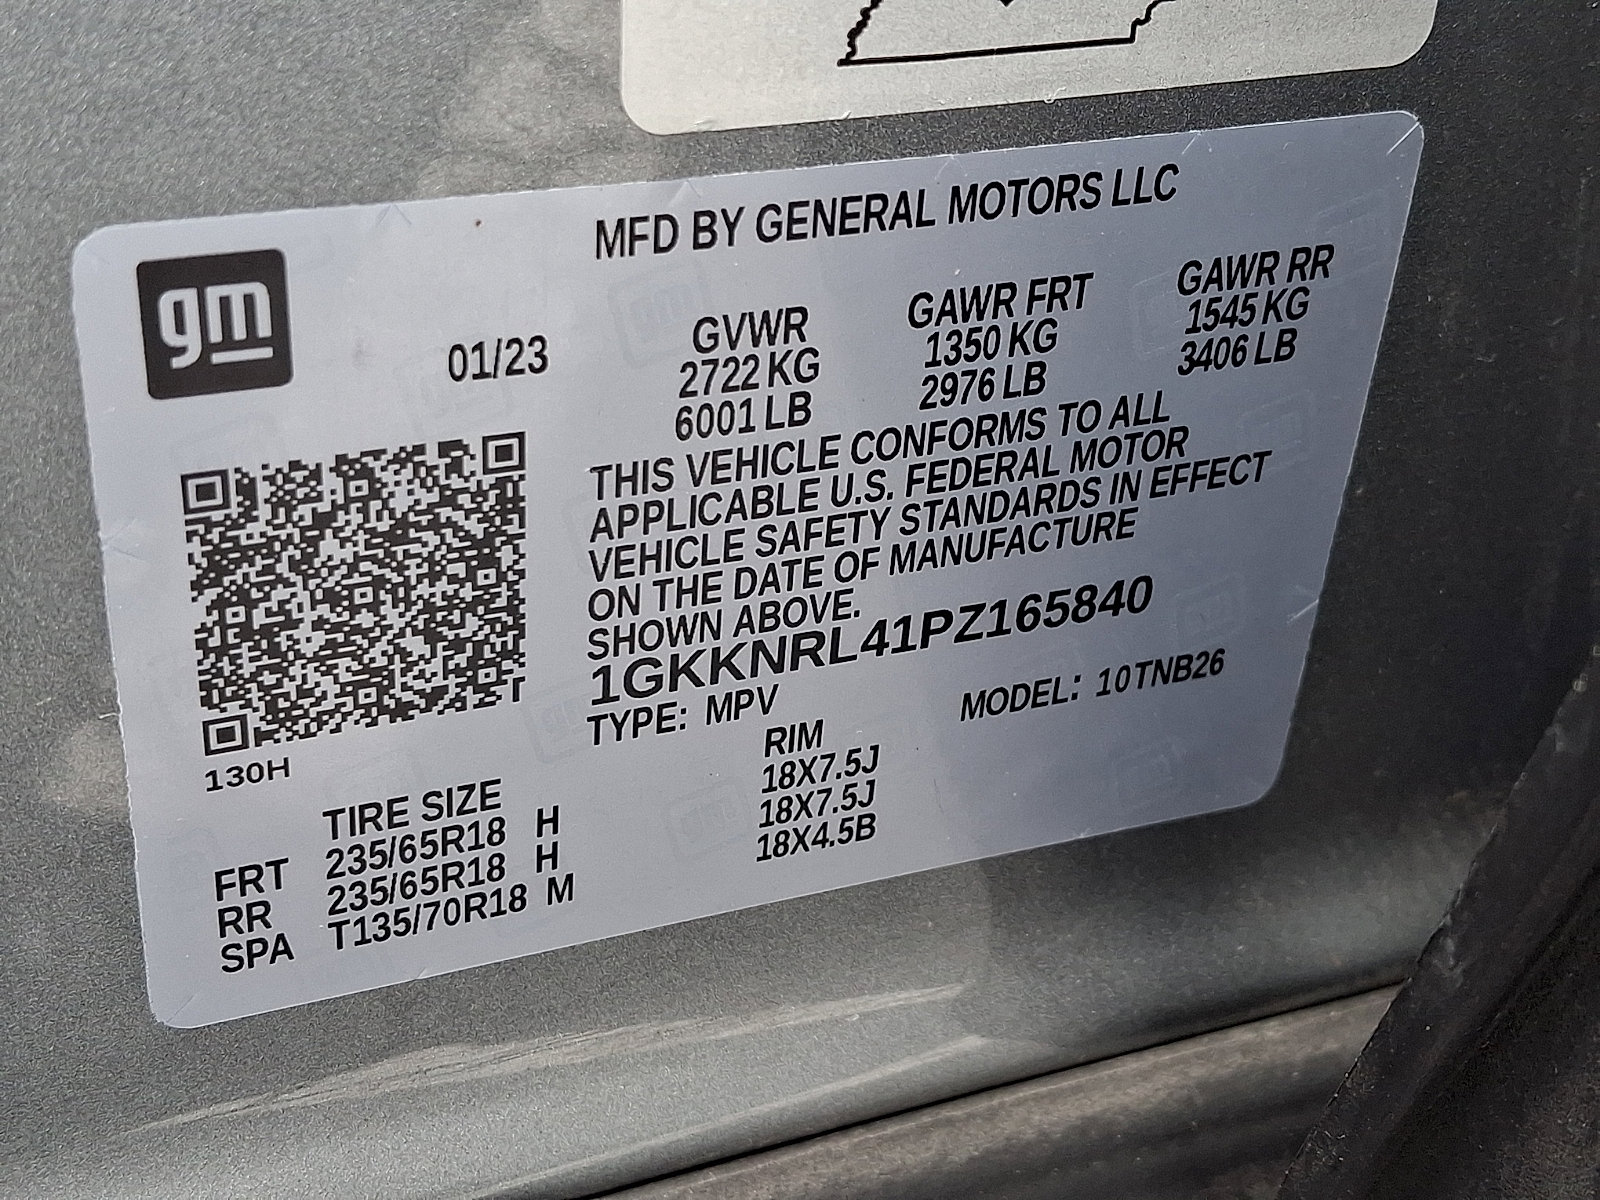 MFD BY GENERAL MOTORS LLC
gm
01/23
GVWR GAWR FRT GAWR RR
2722 KG 1350 KG 1545 KG
6001 LB 2976 LB 3406 LB
THIS VEHICLE CONFORMS TO ALL
APPLICABLE U.S. FEDERAL MOTOR
VEHICLE SAFETY STANDARDS IN EFFECT
ON THE DATE OF MANUFACTURE
SHOWN ABOVE.
1GKKNRL41PZ165840
TYPE: MPV MODEL: 10TNB26
130H
TIRE SIZE RIM
FRT 235/65R18 H 18X7.5J
RR 235/65R18 H 18X7.5J
SPA T135/70R18 M 18X4.5B